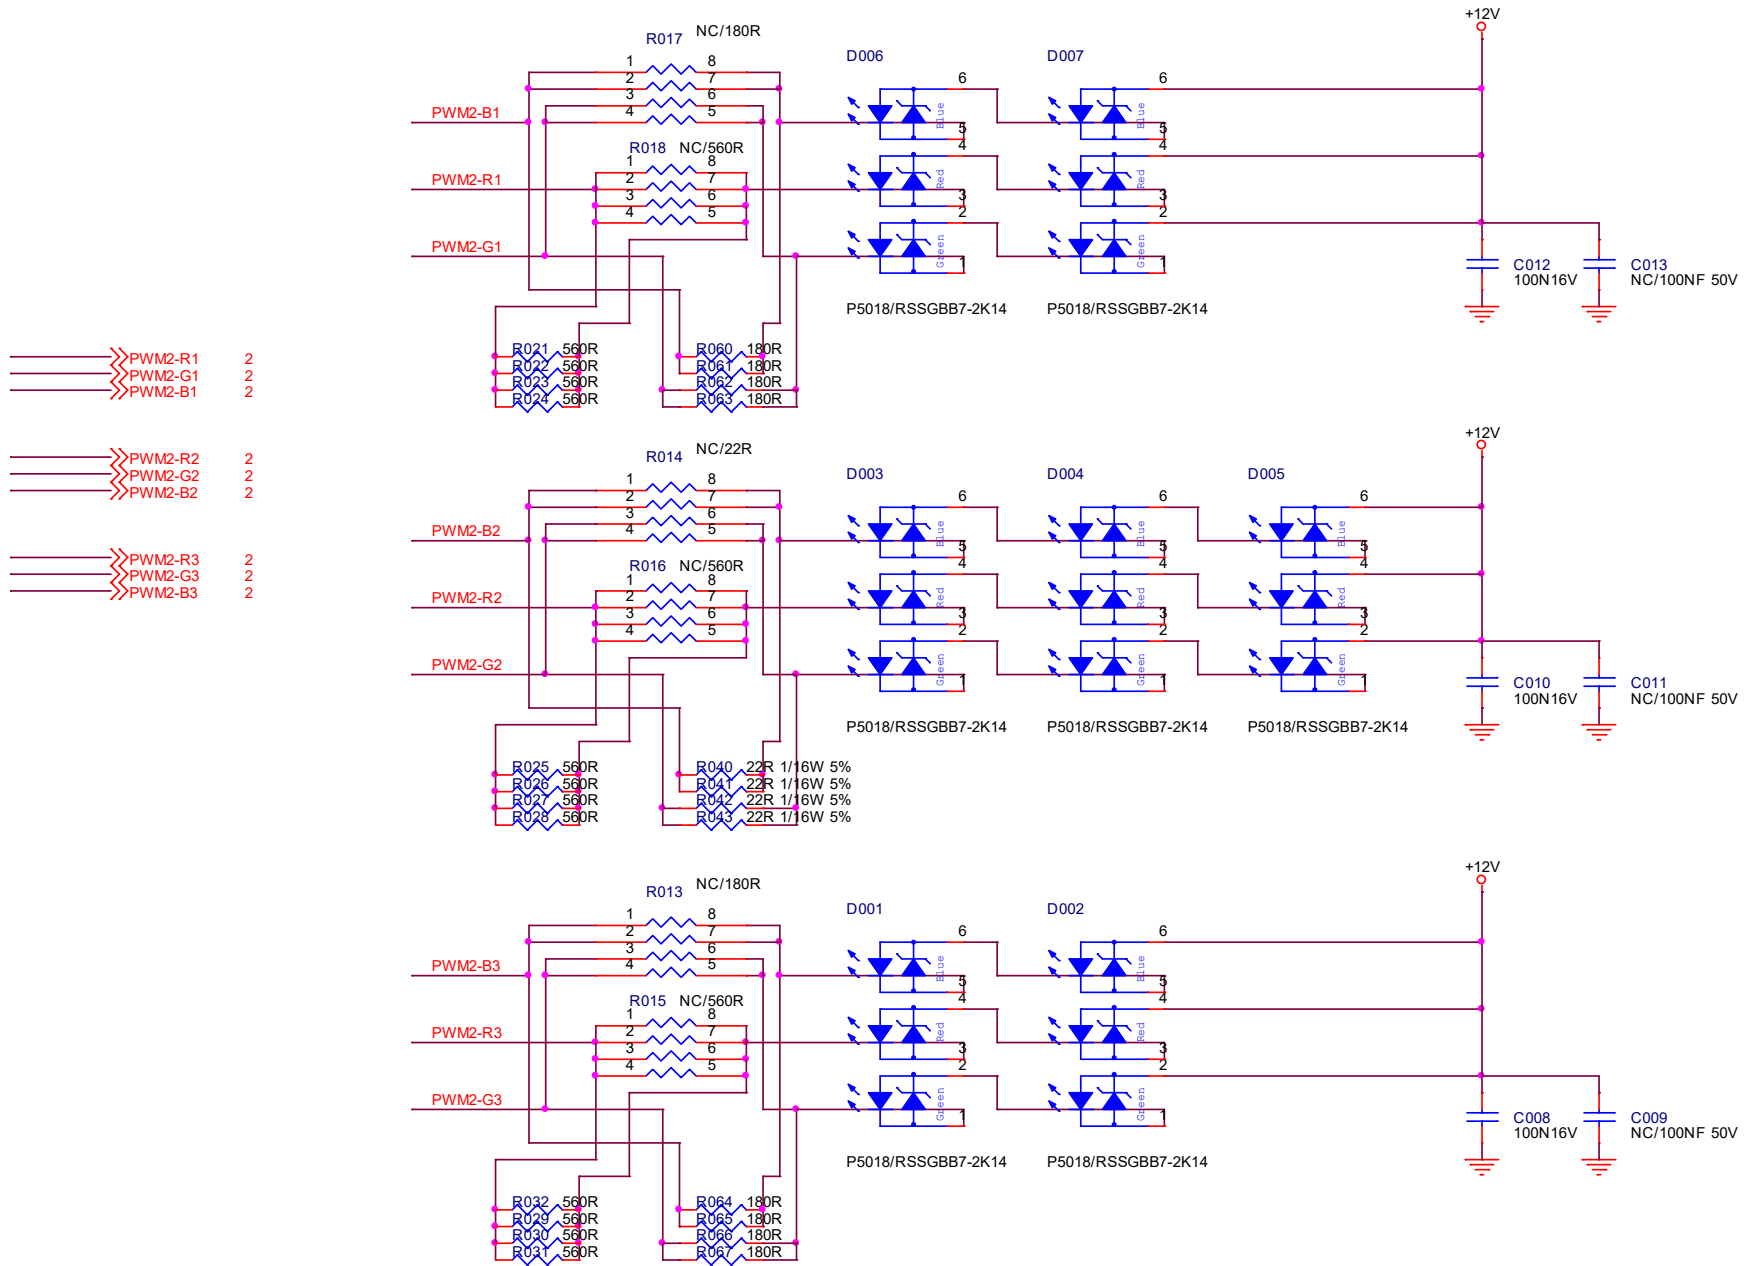 +12V
R017 NC/180R
D006 D007
1 8
2 7
3 6
4 5
6 6
PWM2-B1
Blue Blue
5 5
4 4
R018 NC/560R
1 8
2 7
3 6
4 5
PWM2-R1
Red Red
3 3
2 2
PWM2-G1
Green Green
1 1
C012 C013
100N16V NC/100NF 50V
P5018/RSSGBB7-2K14 P5018/RSSGBB7-2K14
R021 560R R060 180R
R022 560R R061 180R
R023 560R R062 180R
R024 560R R063 180R
PWM2-R1 2
PWM2-G1 2
PWM2-B1 2
PWM2-R2 2
PWM2-G2 2
PWM2-B2 2
PWM2-R3 2
PWM2-G3 2
PWM2-B3 2
+12V
R014 NC/22R
D003 D004 D005
1 8
2 7
3 6
4 5
6 6 6
PWM2-B2
Blue Blue Blue
5 5 5
4 4 4
R016 NC/560R
1 8
2 7
3 6
4 5
PWM2-R2
Red Red Red
3 3 3
2 2 2
PWM2-G2
Green Green Green
1 1 1
C010 C011
100N16V NC/100NF 50V
P5018/RSSGBB7-2K14 P5018/RSSGBB7-2K14 P5018/RSSGBB7-2K14
R025 560R R040 22R 1/16W 5%
R026 560R R041 22R 1/16W 5%
R027 560R R042 22R 1/16W 5%
R028 560R R043 22R 1/16W 5%
+12V
R013 NC/180R
D001 D002
1 8
2 7
3 6
4 5
6 6
PWM2-B3
Blue Blue
5 5
4 4
R015 NC/560R
1 8
2 7
3 6
4 5
PWM2-R3
Red Red
3 3
2 2
PWM2-G3
Green Green
1 1
C008 C009
100N16V NC/100NF 50V
P5018/RSSGBB7-2K14 P5018/RSSGBB7-2K14
R032 560R R064 180R
R029 560R R065 180R
R030 560R R066 180R
R031 560R R067 180R